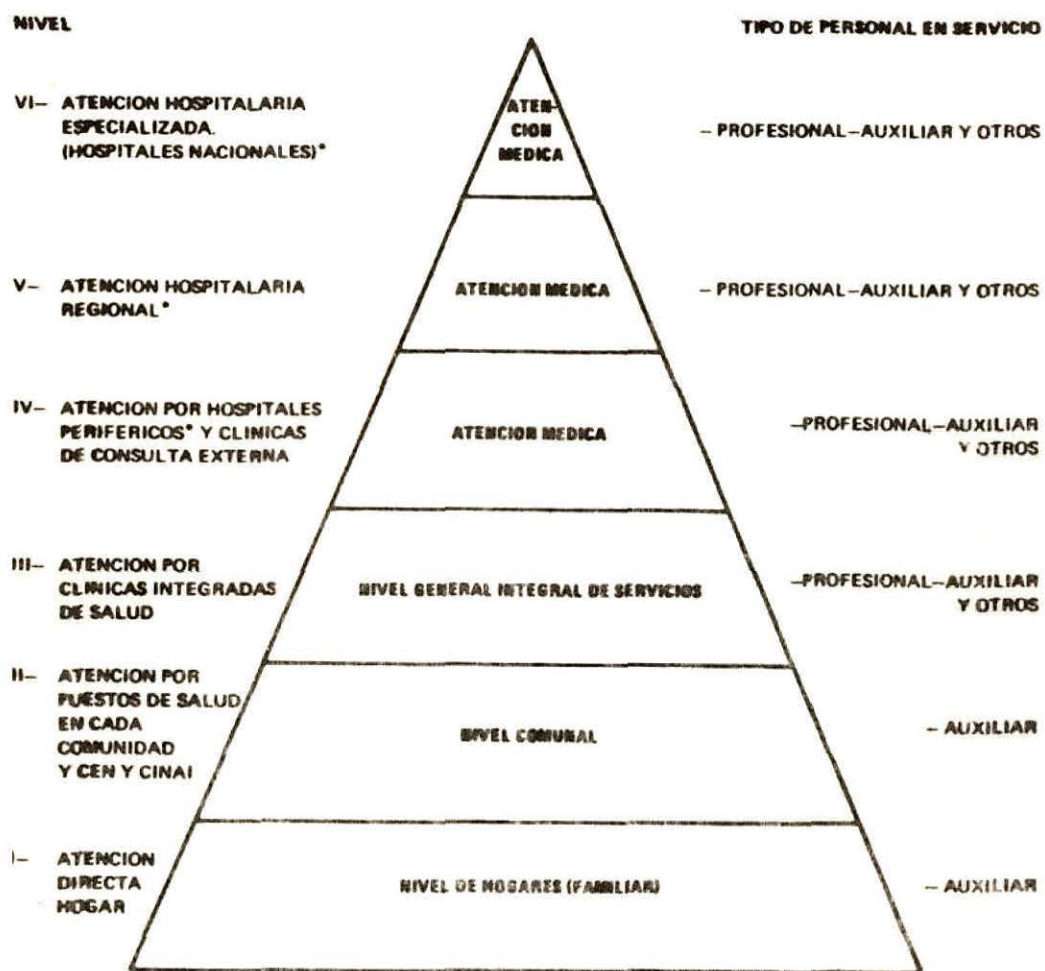 NIVEL
TIPO DE PERSONAL EN SERVICIO
VI— ATENCION HOSPITALARIA
ESPECIALIZADA.
(HOSPITALES NACIONALES)*
ATEN-
CION
MEDICA
— PROFESIONAL—AUXILIAR Y OTROS
V— ATENCION HOSPITALARIA
REGIONAL*
ATENCION MEDICA
— PROFESIONAL—AUXILIAR Y OTROS
IV— ATENCION POR HOSPITALES
PERIFERICOS* Y CLINICAS
DE CONSULTA EXTERNA
ATENCION MEDICA
—PROFESIONAL—AUXILIAR
Y OTROS
III— ATENCION POR
CLINICAS INTEGRADAS
DE SALUD
NIVEL GENERAL INTEGRAL DE SERVICIOS
—PROFESIONAL—AUXILIAR
Y OTROS
II— ATENCION POR
PUESTOS DE SALUD
EN CADA
COMUNIDAD
Y CEN Y CINAI
NIVEL COMUNAL
— AUXILIAR
I— ATENCION
DIRECTA
HOGAR
NIVEL DE HOGARES (FAMILIAR)
— AUXILIAR